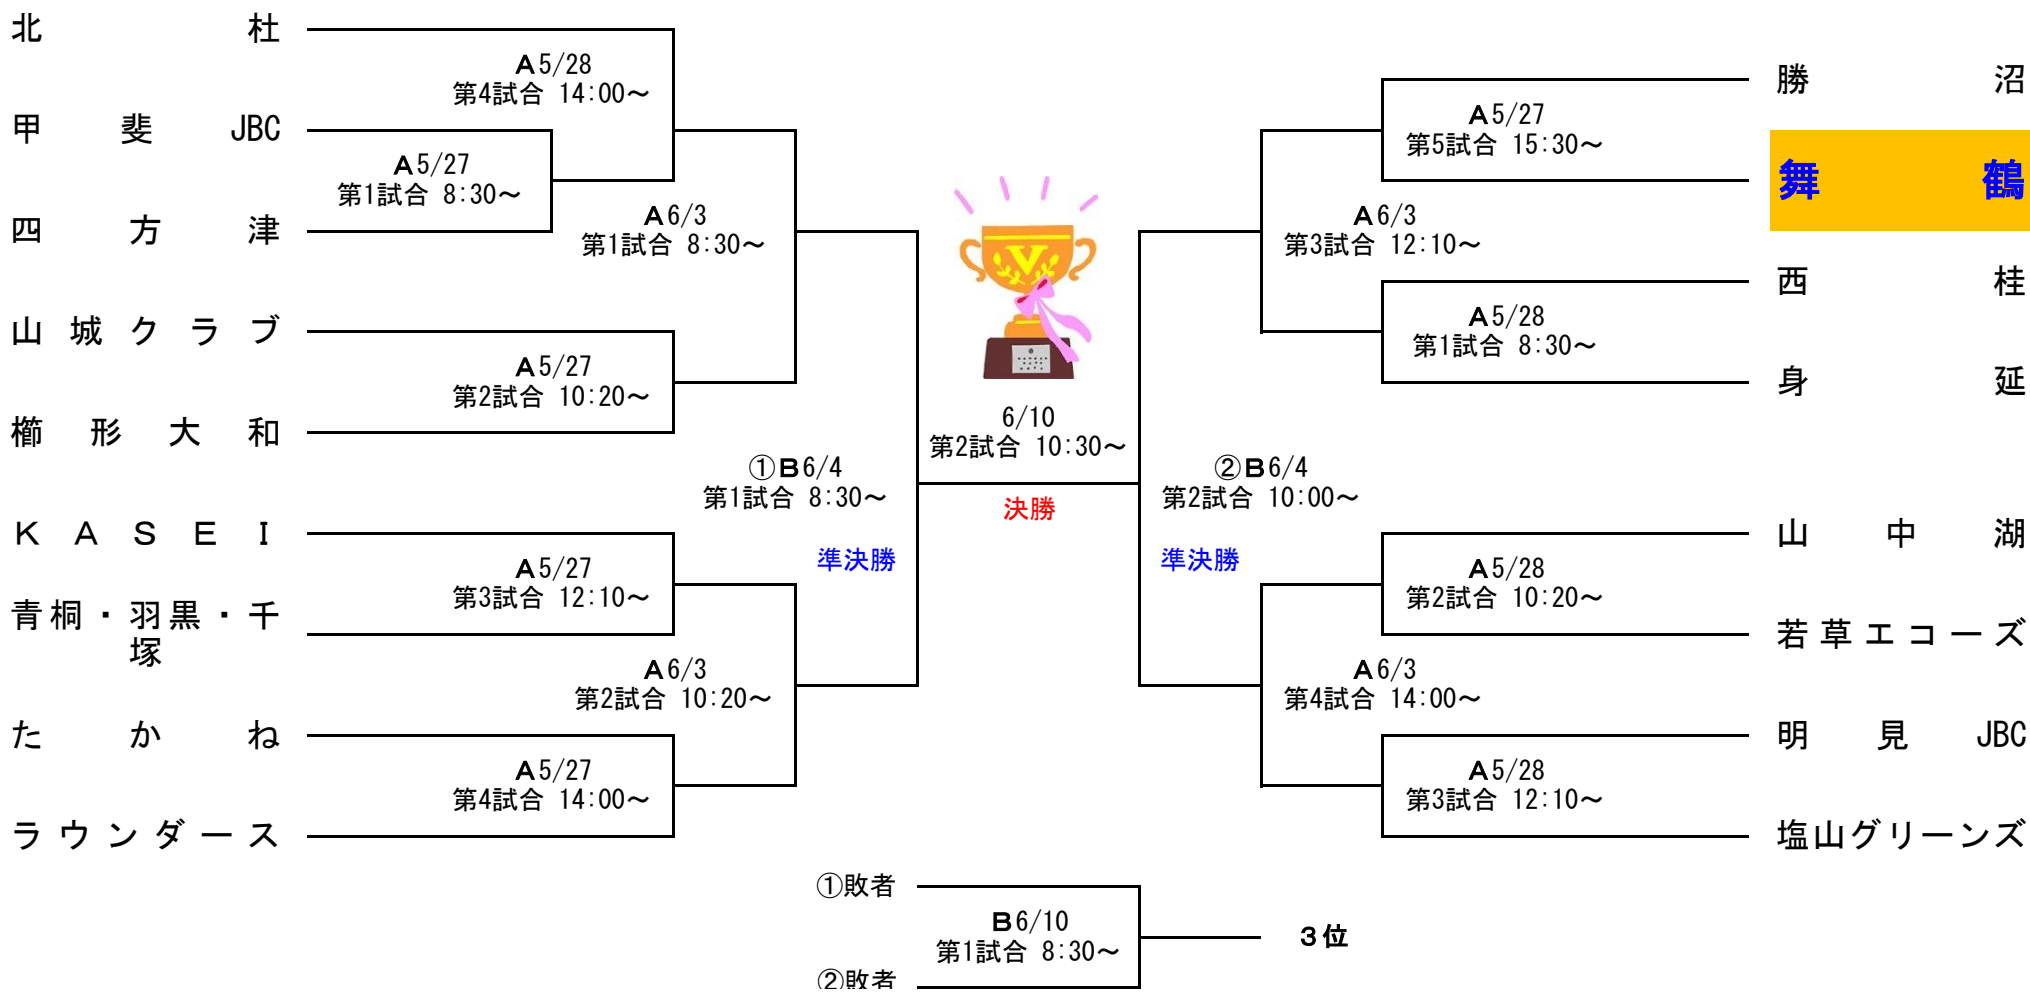 北杜
A5/28
第4試合 14:00～
甲斐JBC
A5/27
第1試合 8:30～
四方津
A6/3
第1試合 8:30～
山城クラブ
A5/27
第2試合 10:20～
櫛形大和
①B6/4
第1試合 8:30～
準決勝
KASEI
A5/27
第3試合 12:10～
青桐・羽黒・千
塚
A6/3
第2試合 10:20～
たかね
A5/27
第4試合 14:00～
ラウンダース
V
6/10
第2試合 10:30～
決勝
勝沼
A5/27
第5試合 15:30～
舞鶴
A6/3
第3試合 12:10～
西桂
A5/28
第1試合 8:30～
身延
②B6/4
第2試合 10:00～
準決勝
山中湖
A5/28
第2試合 10:20～
若草エコーズ
A6/3
第4試合 14:00～
明見JBC
A5/28
第3試合 12:10～
塩山グリーンズ
①敗者
B6/10
第1試合 8:30～
3位
②敗者